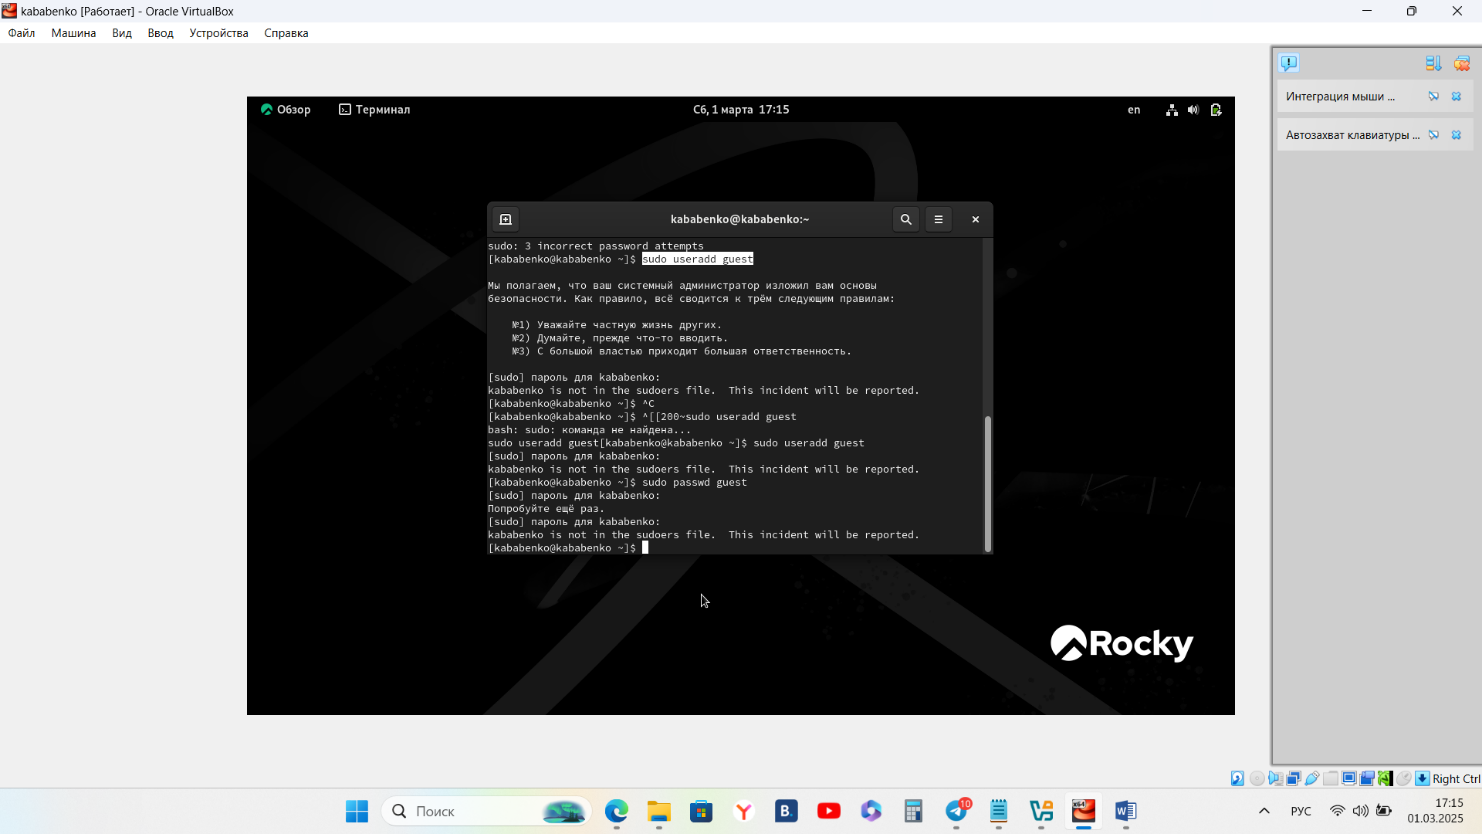 kababenko [Работает] - Oracle VirtualBox
Файл Машина Вид Ввод Устройства Справка
Интеграция мыши ...
Автозахват клавиатуры ...
Обзор Терминал Сб, 1 марта 17:15 en
kababenko@kababenko:~
sudo: 3 incorrect password attempts
[kababenko@kababenko ~]$ sudo useradd guest
Мы полагаем, что ваш системный администратор изложил вам основы
безопасности. Как правило, всё сводится к трём следующим правилам:
№1) Уважайте частную жизнь других.
№2) Думайте, прежде что-то вводить.
№3) С большой властью приходит большая ответственность.
[sudo] пароль для kababenko:
kababenko is not in the sudoers file.  This incident will be reported.
[kababenko@kababenko ~]$ ^C
[kababenko@kababenko ~]$ ^[[200~sudo useradd guest
bash: sudo: команда не найдена...
sudo useradd guest[kababenko@kababenko ~]$ sudo useradd guest
[sudo] пароль для kababenko:
kababenko is not in the sudoers file.  This incident will be reported.
[kababenko@kababenko ~]$ sudo passwd guest
[sudo] пароль для kababenko:
Попробуйте ещё раз.
[sudo] пароль для kababenko:
kababenko is not in the sudoers file.  This incident will be reported.
[kababenko@kababenko ~]$
Rocky
Right Ctrl
Поиск
B.
10
РУС
17:15
01.03.2025